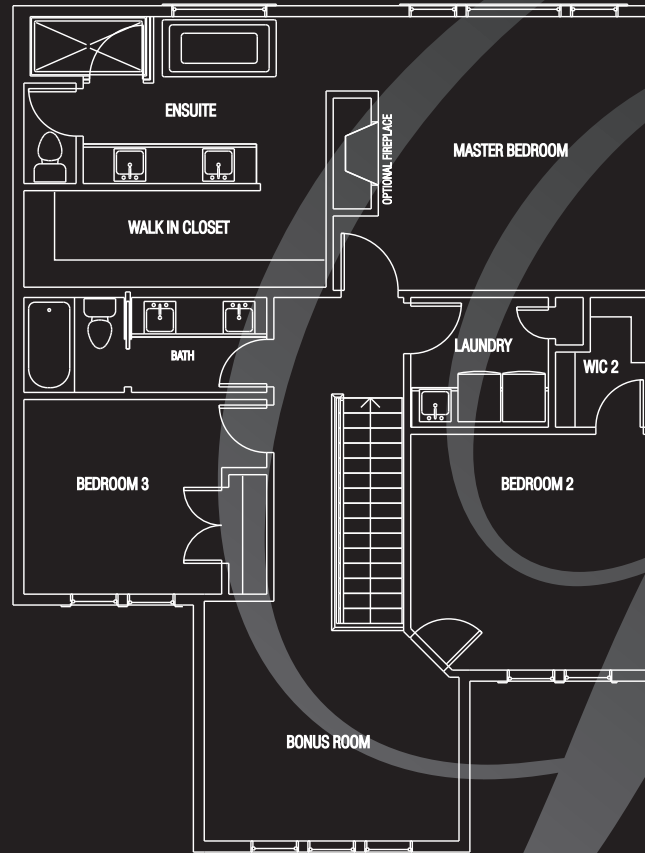 ENSUITE
OPTIONAL FIREPLACE
MASTER BEDROOM
WALK IN CLOSET
BATH
LAUNDRY
WIC 2
BEDROOM 3
BEDROOM 2
BONUS ROOM